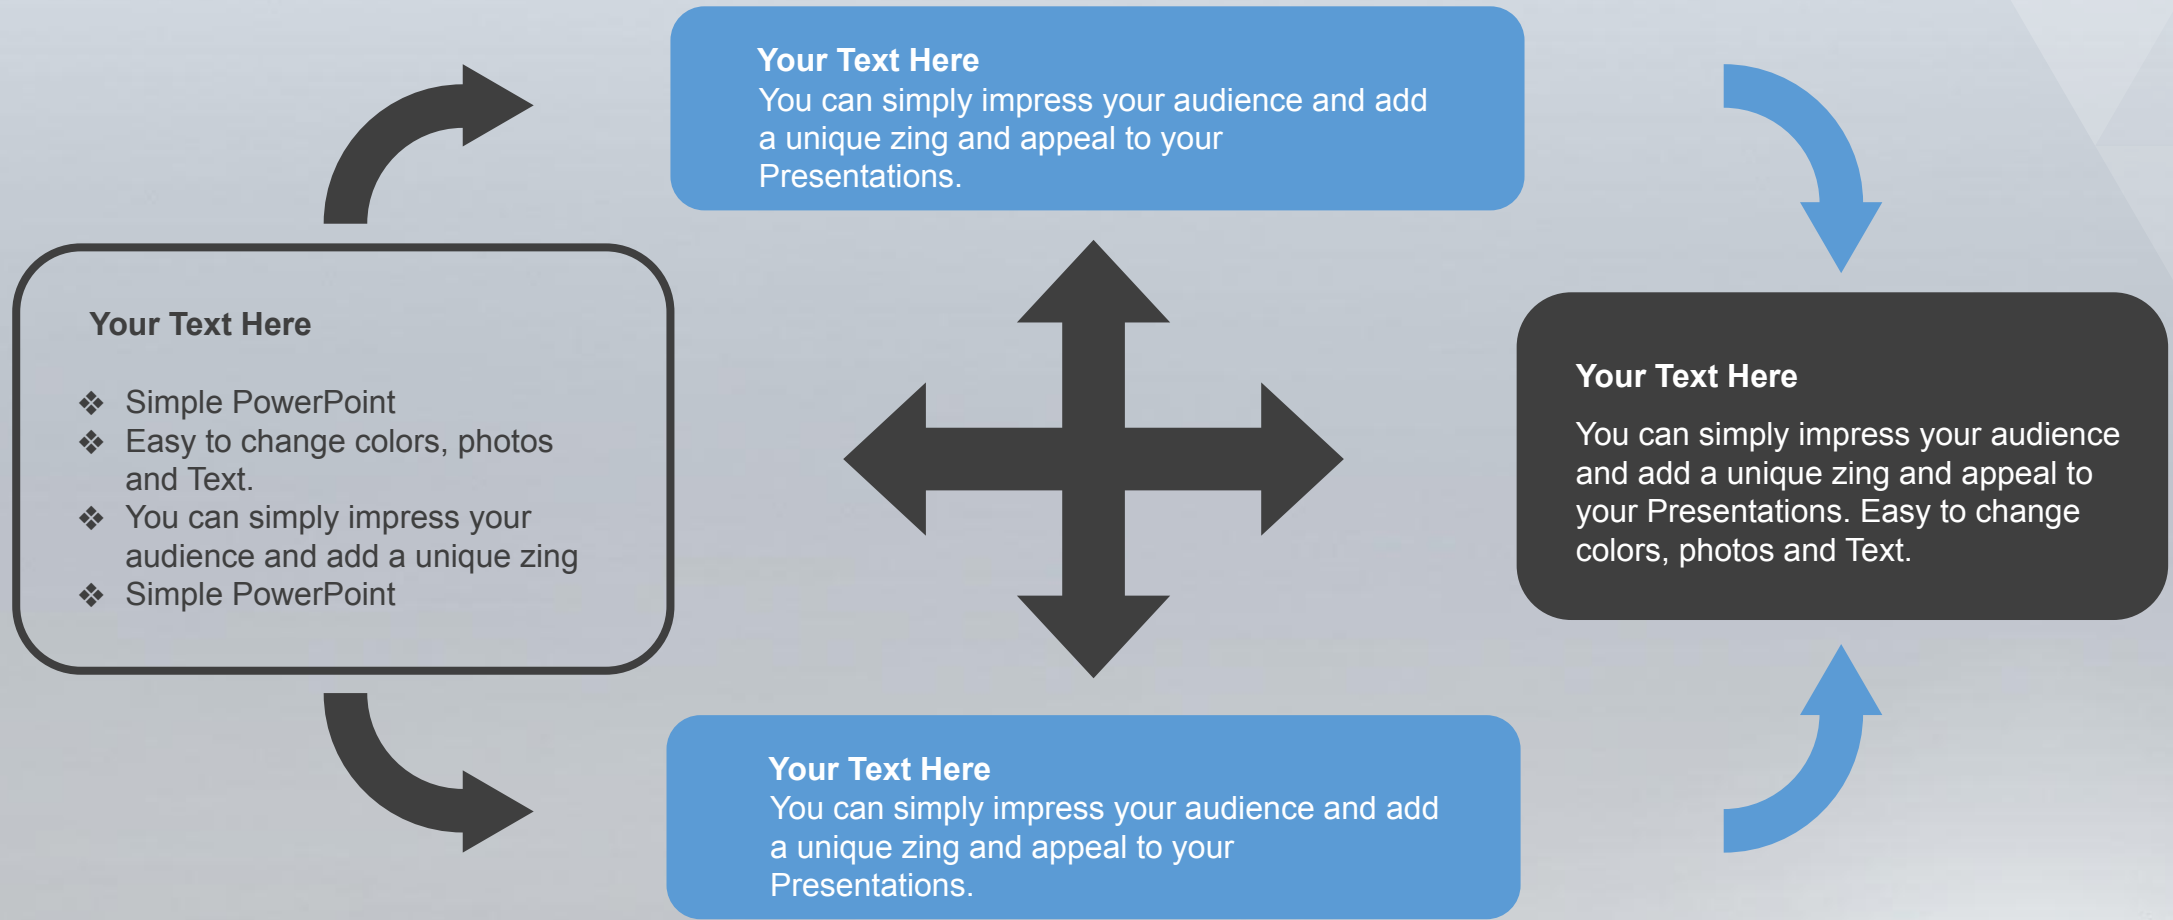 Your Text Here
You can simply impress your audience and add
a unique zing and appeal to your
Presentations.
Your Text Here
❖ Simple PowerPoint
❖ Easy to change colors, photos
and Text.
❖ You can simply impress your
audience and add a unique zing
❖ Simple PowerPoint
Your Text Here
You can simply impress your audience
and add a unique zing and appeal to
your Presentations. Easy to change
colors, photos and Text.
Your Text Here
You can simply impress your audience and add
a unique zing and appeal to your
Presentations.